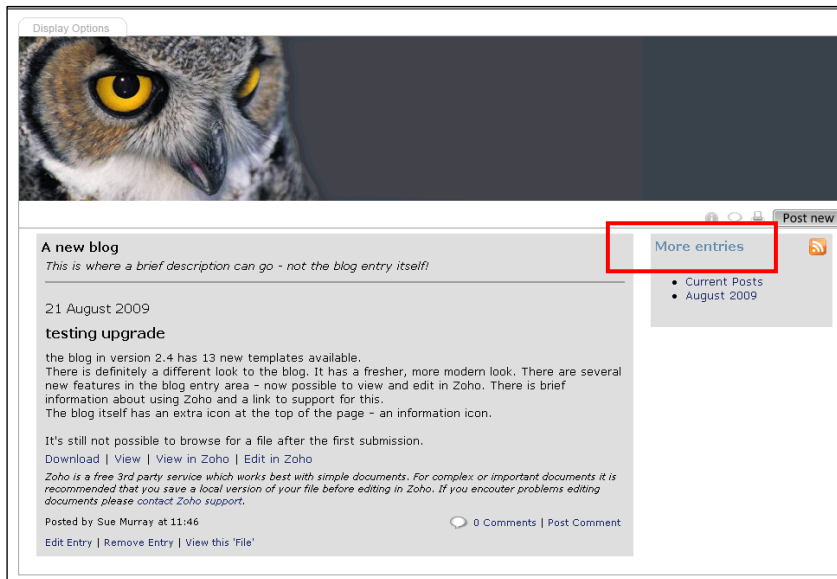 Display Options
Post new
A new blog
This is where a brief description can go - not the blog entry itself!
21 August 2009
testing upgrade
the blog in version 2.4 has 13 new templates available.
There is definitely a different look to the blog. It has a fresher, more modern look. There are several
new features in the blog entry area - now possible to view and edit in Zoho. There is brief
information about using Zoho and a link to support for this.
The blog itself has an extra icon at the top of the page - an information icon.
It's still not possible to browse for a file after the first submission.
Download | View | View in Zoho | Edit in Zoho
Zoho is a free 3rd party service which works best with simple documents. For complex or important documents it is
recommended that you save a local version of your file before editing in Zoho. If you encouter problems editing
documents please contact Zoho support.
Posted by Sue Murray at 11:46
0 Comments | Post Comment
Edit Entry | Remove Entry | View this 'File'
More entries
• Current Posts
• August 2009